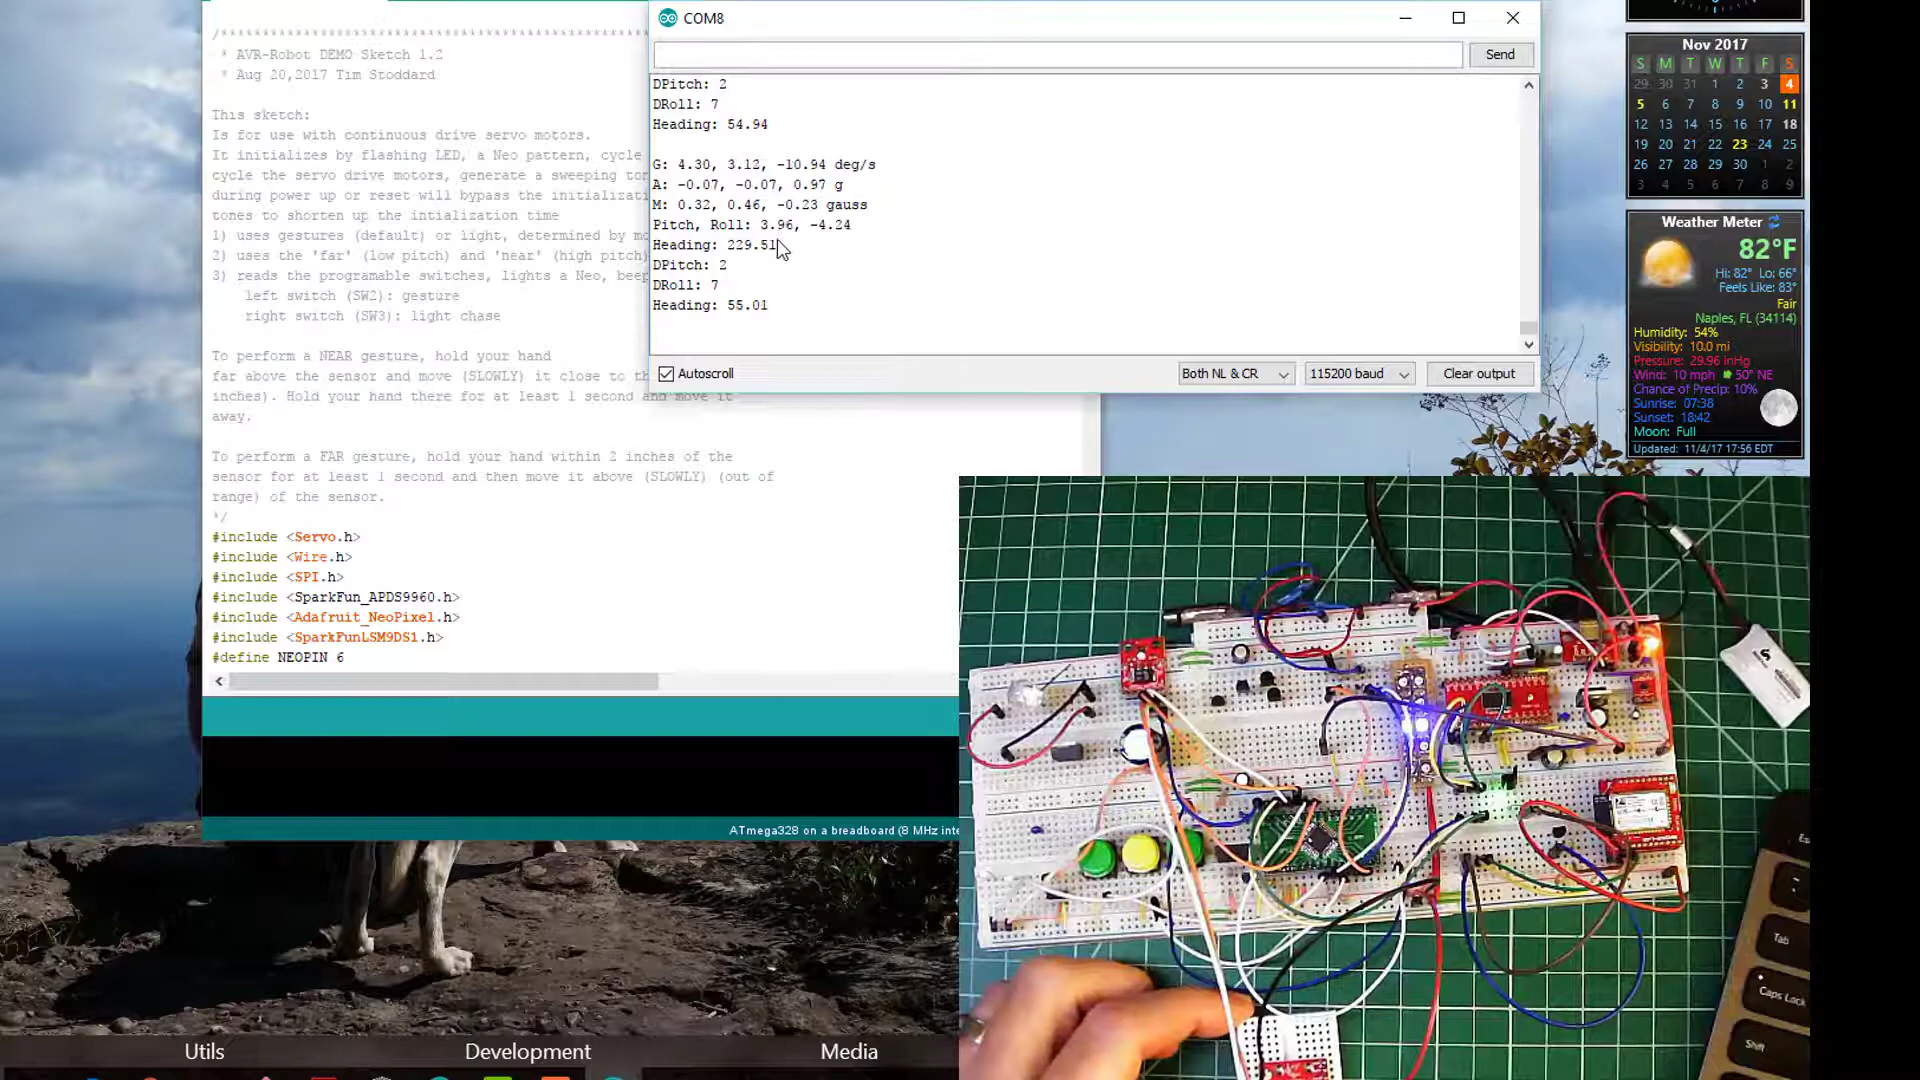 /***************************************************
* AVR-Robot DEMO Sketch 1.2
* Aug 20,2017 Tim Stoddard
This sketch:
Is for use with continuous drive servo motors.
It initializes by flashing LED, a Neo pattern, cycle
cycle the servo drive motors, generate a sweeping to
during power up or reset will bypass the initializat
tones to shorten up the intialization time
1) uses gestures (default) or light, determined by m
2) uses the 'far' (low pitch) and 'near' (high pitch)
3) reads the programable switches, lights a Neo, beep
left switch (SW2): gesture
right switch (SW3): light chase
To perform a NEAR gesture, hold your hand
far above the sensor and move (SLOWLY) it close to th
inches). Hold your hand there for at least 1 second and move it
away.
To perform a FAR gesture, hold your hand within 2 inches of the
sensor for at least 1 second and then move it above (SLOWLY) (out of
range) of the sensor.
*/
#include <Servo.h>
#include <Wire.h>
#include <SPI.h>
#include <SparkFun_APDS9960.h>
#include <Adafruit_NeoPixel.h>
#include <SparkFunLSM9DS1.h>
#define NEOPIN 6
ATmega328 on a breadboard (8 MHz inte
COM8
Send
DPitch: 2
DRoll: 7
Heading: 54.94
G: 4.30, 3.12, -10.94 deg/s
A: -0.07, -0.07, 0.97 g
M: 0.32, 0.46, -0.23 gauss
Pitch, Roll: 3.96, -4.24
Heading: 229.51
DPitch: 2
DRoll: 7
Heading: 55.01
Autoscroll
Both NL & CR
115200 baud
Clear output
Nov 2017
S M T W T F S
29 30 31 1 2 3 4
5 6 7 8 9 10 11
12 13 14 15 16 17 18
19 20 21 22 23 24 25
26 27 28 29 30 1 2
3 4 5 6 7 8 9
Weather Meter
82°F
Hi: 82° Lo: 66°
Feels Like: 83°
Fair
Naples, FL (34114)
Humidity: 54%
Visibility: 10.0 mi
Pressure: 29.96 inHg
Wind: 10 mph 50° NE
Chance of Precip: 10%
Sunrise: 07:38
Sunset: 18:42
Moon: Full
Updated: 11/4/17 17:56 EDT
Esc
Tab
Caps Lock
Shift
Utils
Development
Media